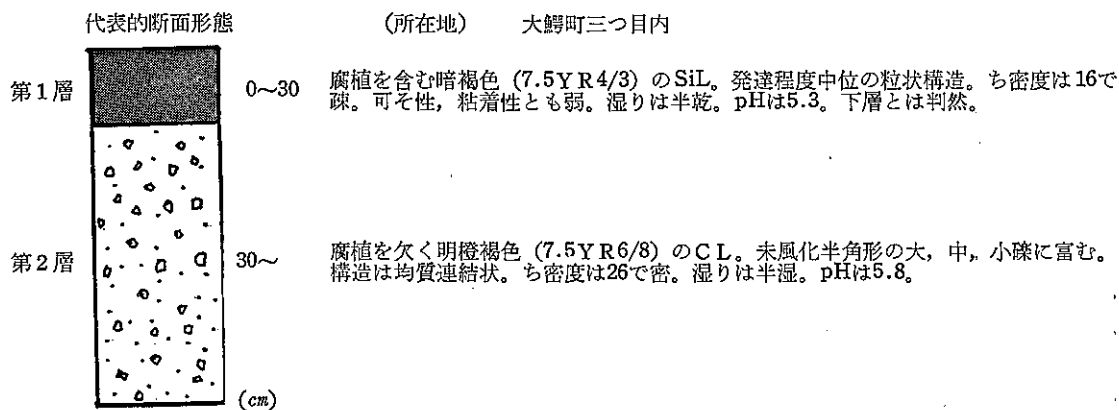 代表的断面形態 (所在地) 大鰐町三つ目内
第1層 0~30 腐植を含む暗褐色 (7.5YR4/3) のSiL。発達程度中位の粒状構造。ち密度は16で
疎。可そ性,粘着性とも弱。湿りは半乾。pHは5.3。下層とは判然。
第2層 30~ 腐植を欠く明橙褐色 (7.5YR6/8) のCL。未風化半角形の大,中,小礫に富む。
構造は均質連結状。ち密度は26で密。湿りは半湿。pHは5.8。
(cm)